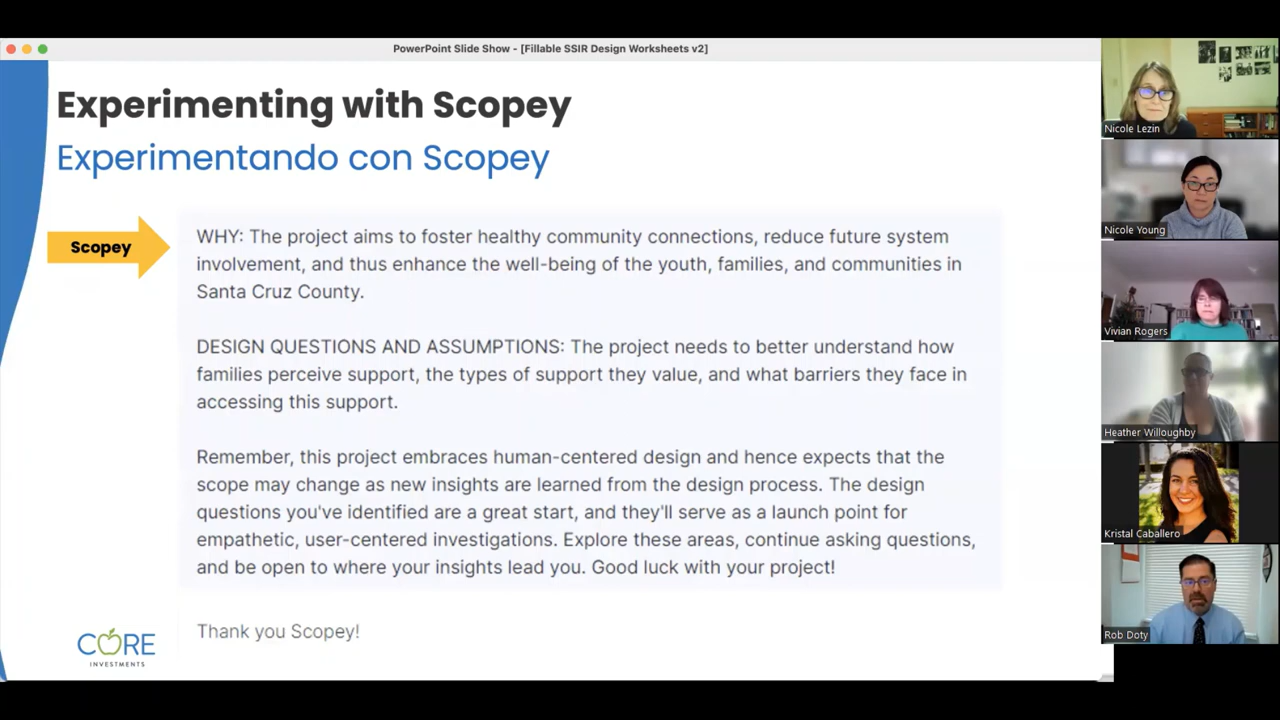 PowerPoint Slide Show - [Fillable SSIR Design Worksheets v2]
Experimenting with Scopey
Experimentando con Scopey
Scopey
WHY: The project aims to foster healthy community connections, reduce future system
involvement, and thus enhance the well-being of the youth, families, and communities in
Santa Cruz County.
DESIGN QUESTIONS AND ASSUMPTIONS: The project needs to better understand how
families perceive support, the types of support they value, and what barriers they face in
accessing this support.
Remember, this project embraces human-centered design and hence expects that the
scope may change as new insights are learned from the design process. The design
questions you've identified are a great start, and they'll serve as a launch point for
empathetic, user-centered investigations. Explore these areas, continue asking questions,
and be open to where your insights lead you. Good luck with your project!
Thank you Scopey!
CORE
INVESTMENTS
Nicole Lezin
Nicole Young
Vivian Rogers
Heather Willoughby
Kristal Caballero
Rob Doty